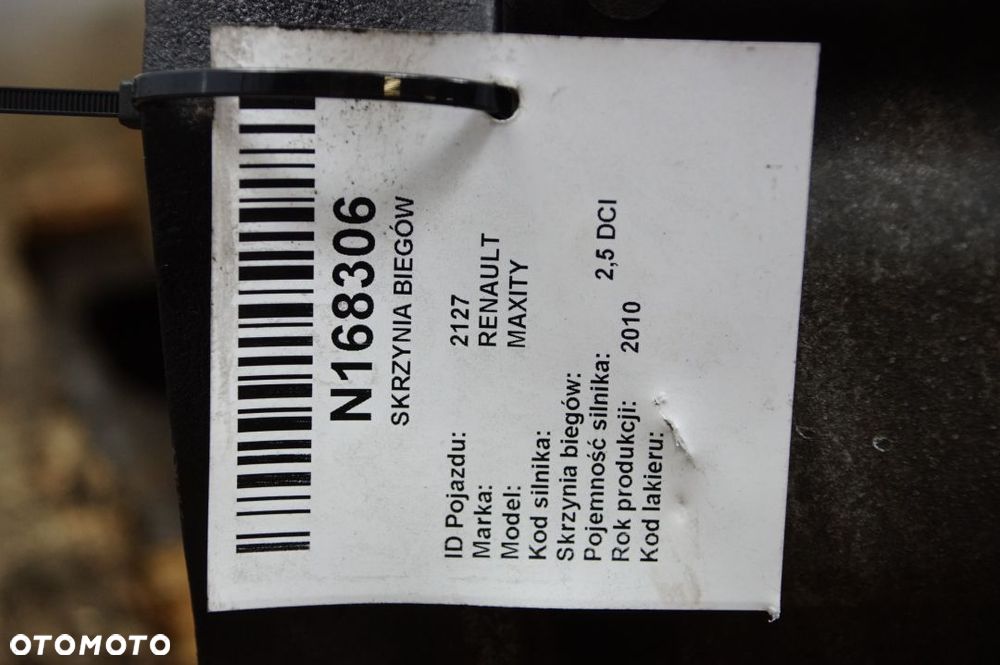 N168306
SKRZYNIA BIEGÓW
ID Pojazdu: 2127
Marka: RENAULT
Model: MAXITY
Kod silnika:
Skrzynia biegów:
Pojemność silnika: 2,5 DCI
Rok produkcji: 2010
Kod lakieru:
OTOMOTO